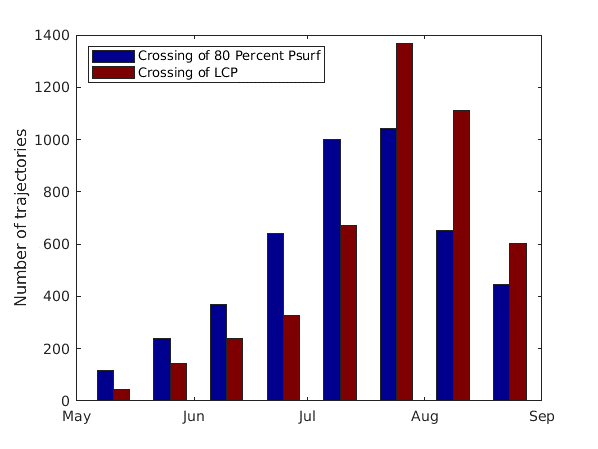 1400
1200
1000
800
600
400
200
0
Number of trajectories
Crossing of 80 Percent Psurf
Crossing of LCP
May Jun Jul Aug Sep